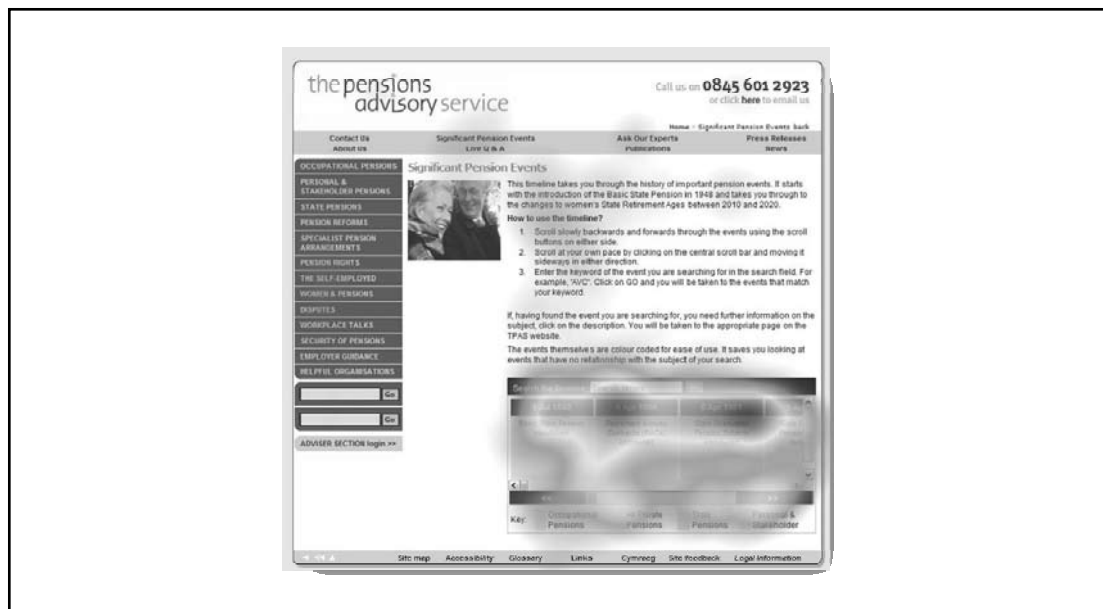 the pensions
advisory service
Call us on 0845 601 2923
or click here to email us
Home > Significant Pension Events back
Contact Us Significant Pension Events Ask Our Experts Press Releases
About Us Live Q & A Publications News
OCCUPATIONAL PENSIONS
PERSONAL &
STAKEHOLDER PENSIONS
STATE PENSIONS
PENSION REFORMS
SPECIALIST PENSION
ARRANGEMENTS
PENSION RIGHTS
THE SELF-EMPLOYED
WOMEN & PENSIONS
DISPUTES
WORKPLACE TALKS
SECURITY OF PENSIONS
EMPLOYER GUIDANCE
HELPFUL ORGANISATIONS
Go
Go
ADVISER SECTION login >>
Significant Pension Events
This timeline takes you through the history of important pension events. It starts
with the introduction of the Basic State Pension in 1948 and takes you through to
the changes to women's State Retirement Ages between 2010 and 2020.
How to use the timeline?
1. Scroll slowly backwards and forwards through the events using the scroll
buttons on either side.
2. Scroll at your own pace by clicking on the central scroll bar and moving it
sideways in either direction.
3. Enter the keyword of the event you are searching for in the search field. For
example, 'AVC'. Click on GO and you will be taken to the events that match
your keyword.
If, having found the event you are searching for, you need further information on the
subject, click on the description. You will be taken to the appropriate page on the
TPAS website.
The events themselves are colour coded for ease of use. It saves you looking at
events that have no relationship with the subject of your search.
Search the
<< >>
Key: Occupational Pensions State Personal &
Pensions Pensions Stakeholder
Site map Accessibility Glossary Links Cymraeg Site feedback Legal information